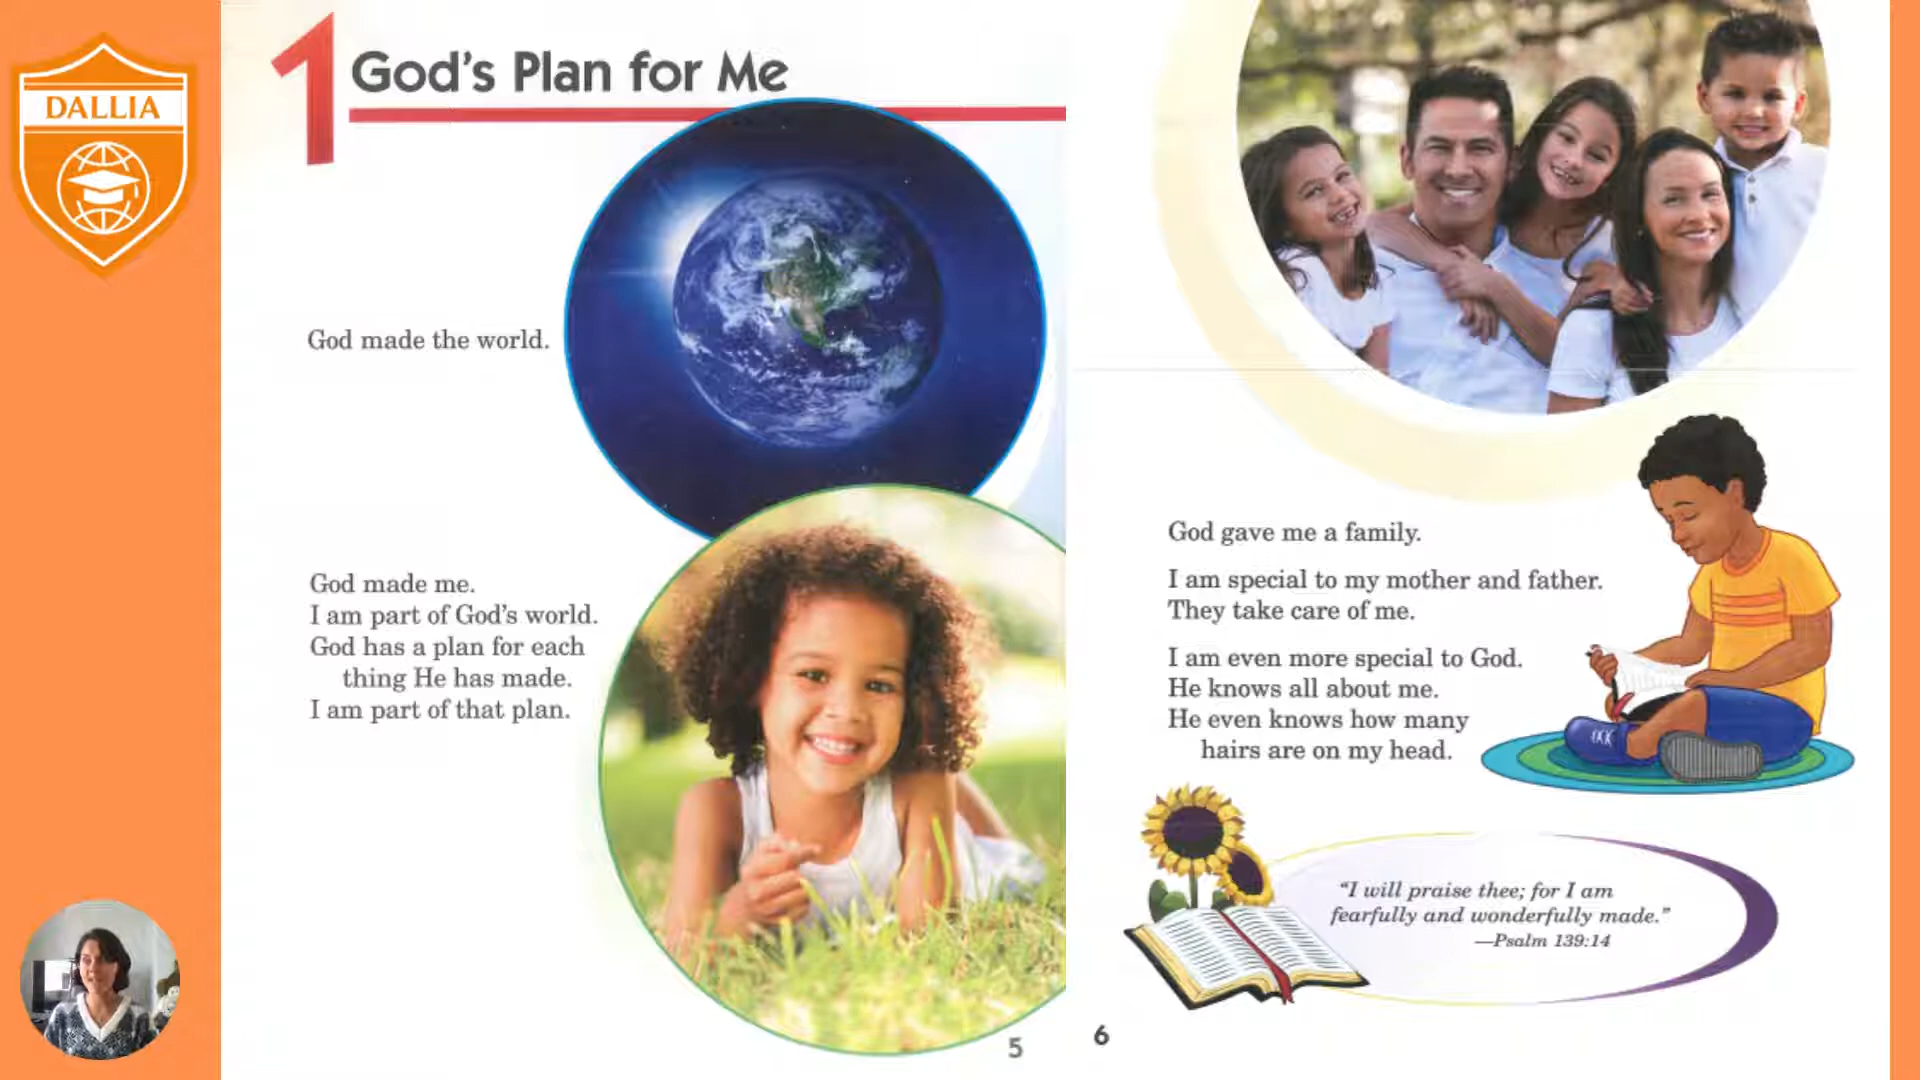 DALLIA
1
God's Plan for Me
God made the world.
God made me.
I am part of God's world.
God has a plan for each
thing He has made.
I am part of that plan.
5
God gave me a family.
I am special to my mother and father.
They take care of me.
I am even more special to God.
He knows all about me.
He even knows how many
hairs are on my head.
"I will praise thee; for I am
fearfully and wonderfully made."
—Psalm 139:14
6